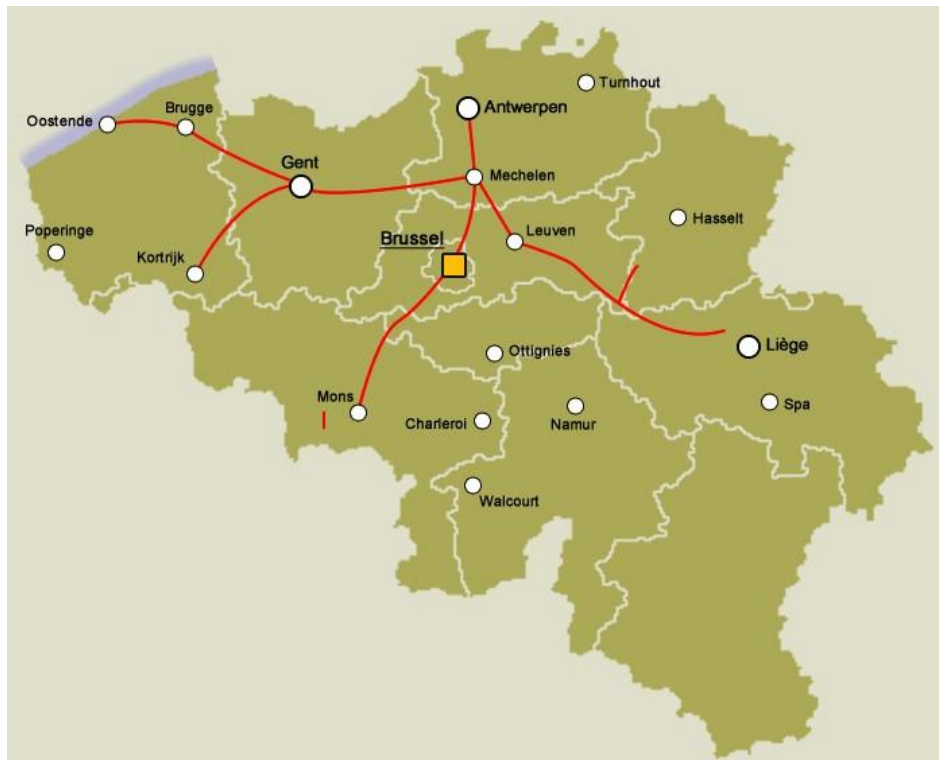 Turnhout
Antwerpen
Oostende
Brugge
Gent
Mechelen
Hasselt
Poperinge
Kortrijk
Brussel
Leuven
Ottignies
Liège
Mons
Charleroi
Namur
Spa
Walcourt